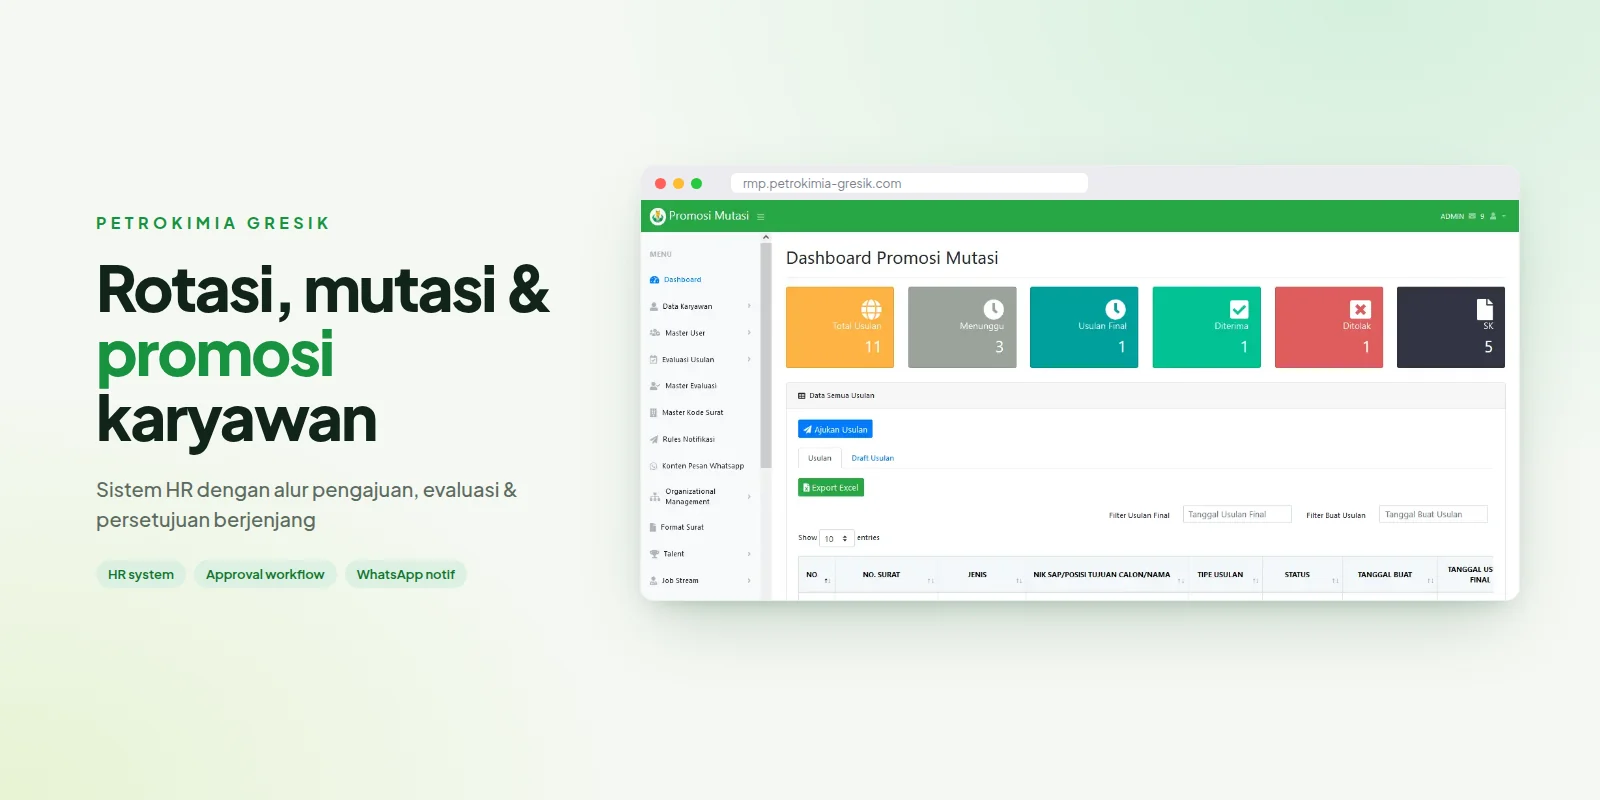 PETROKIMIA GRESIK
Rotasi, mutasi &
promosi
karyawan
Sistem HR dengan alur pengajuan, evaluasi &
persetujuan berjenjang
HR system
Approval workflow
WhatsApp notif
rmp.petrokimia-gresik.com
Promosi Mutasi
ADMIN
9
MENU
Dashboard
Data Karyawan
Master User
Evaluasi Usulan
Master Evaluasi
Master Kode Surat
Rules Notifikasi
Konten Pesan Whatsapp
Organizational
Management
Format Surat
Talent
Job Stream
Dashboard Promosi Mutasi
Total Usulan
11
Menunggu
3
Usulan Final
1
Diterima
1
Ditolak
1
SK
5
Data Semua Usulan
Ajukan Usulan
Usulan
Draft Usulan
Export Excel
Filter Usulan Final
Tanggal Usulan Final
Filter Buat Usulan
Tanggal Buat Usulan
Show 10 entries
NO
NO. SURAT
JENIS
NIK SAP/POSISI TUJUAN CALON/NAMA
TIPE USULAN
STATUS
TANGGAL BUAT
TANGGAL US
FINAL